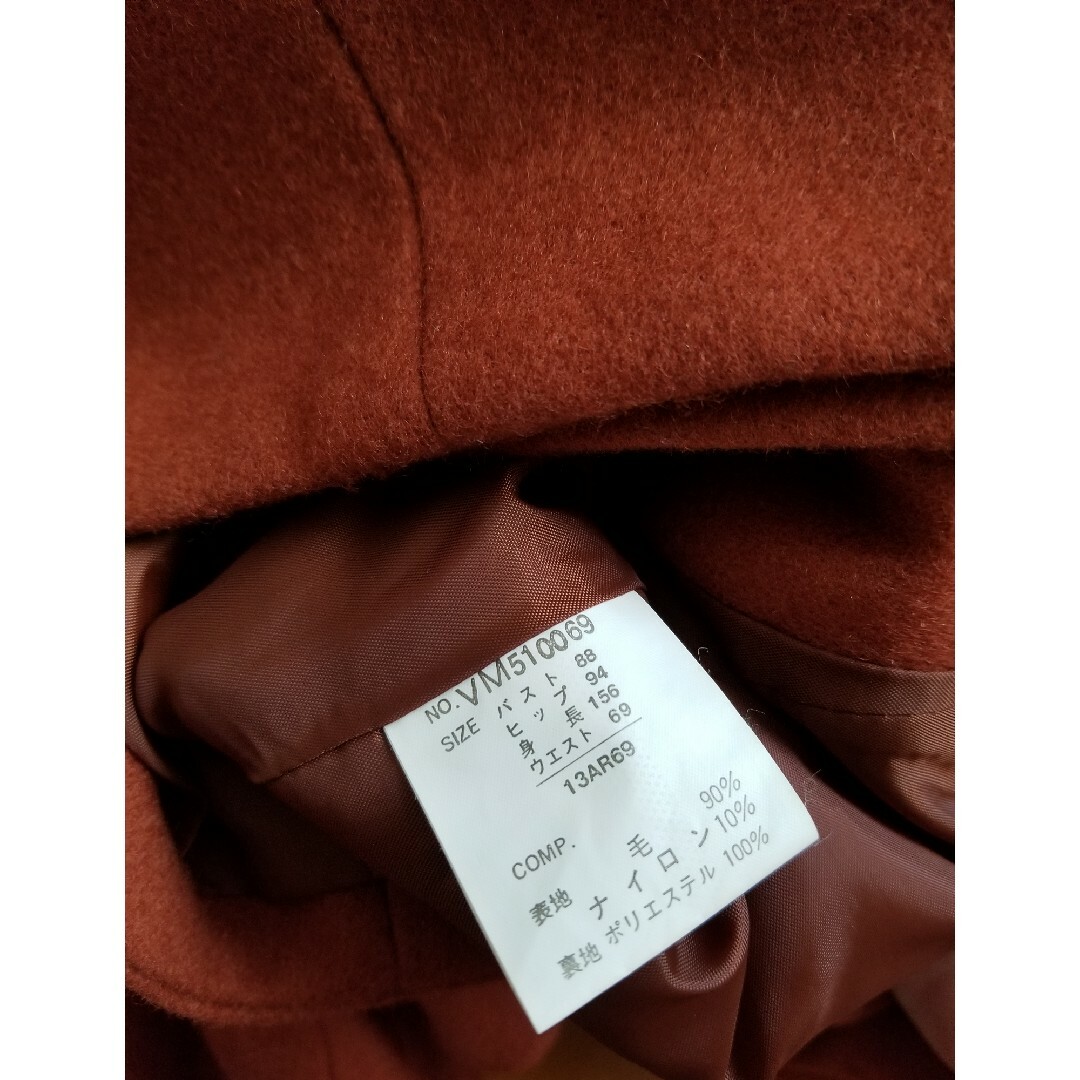 NO. VM510069
SIZE バスト 88
ヒップ 94
身長 156
ウエスト 69
13AR69
90%
COMP. 毛 10%
表地 ナイロン
裏地 ポリエステル 100%